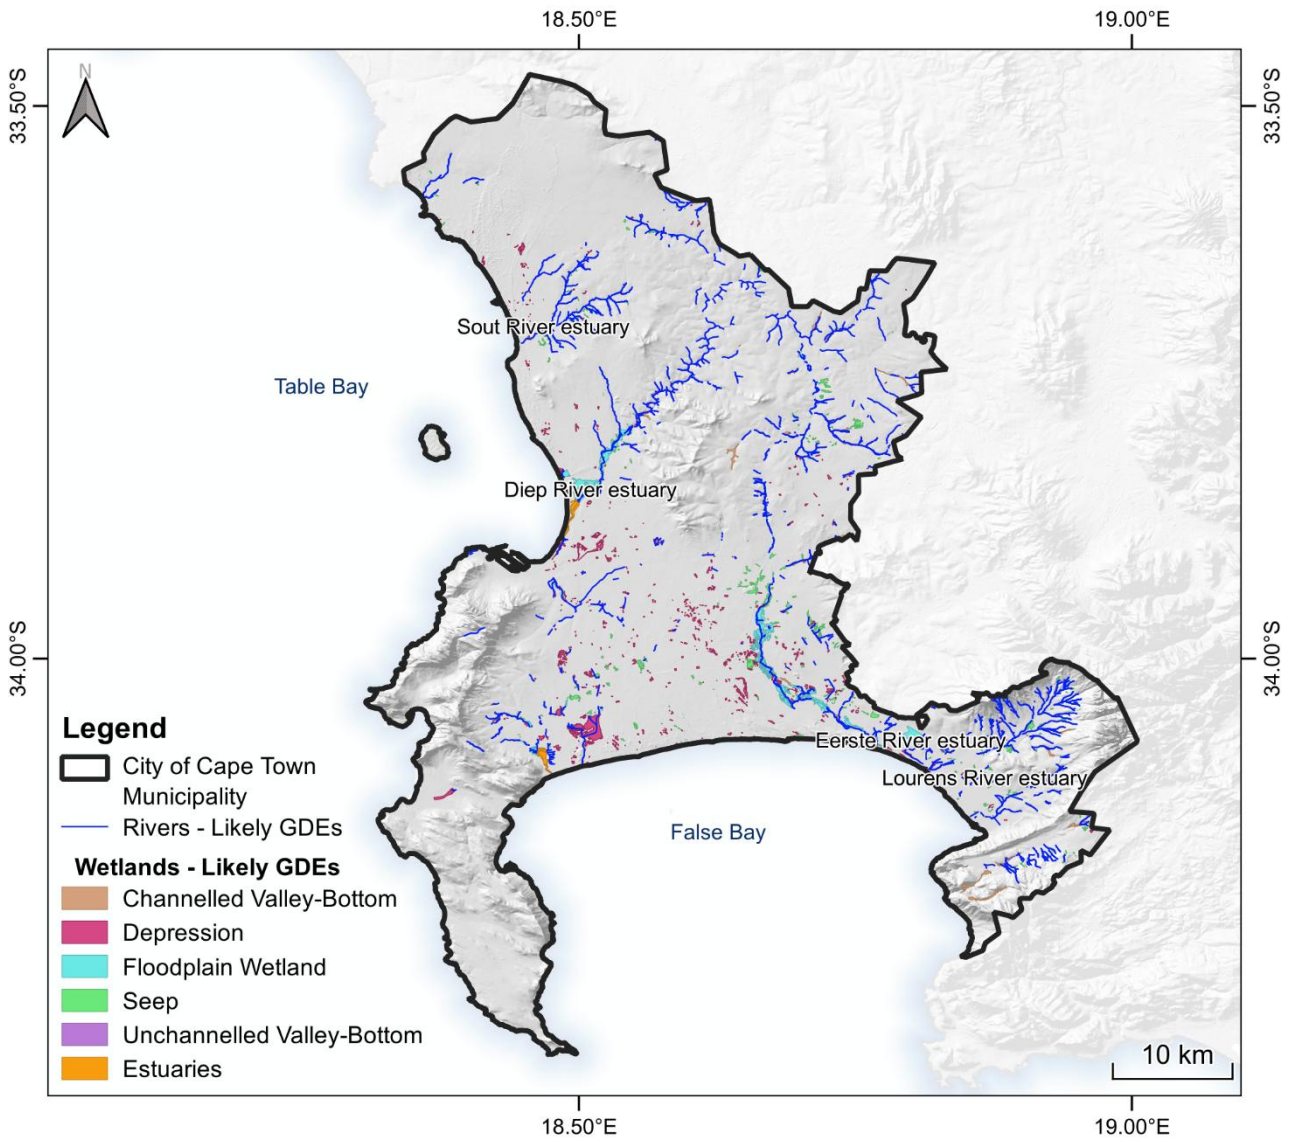 18.50°E
19.00°E
N
33.50°S
33.50°S
Sout River estuary
Table Bay
Diep River estuary
34.00°S
34.00°S
Eerste River estuary
Lourens River estuary
False Bay
Legend
City of Cape Town
Municipality
Rivers - Likely GDEs
Wetlands - Likely GDEs
Channelled Valley-Bottom
Depression
Floodplain Wetland
Seep
Unchannelled Valley-Bottom
Estuaries
10 km
18.50°E
19.00°E